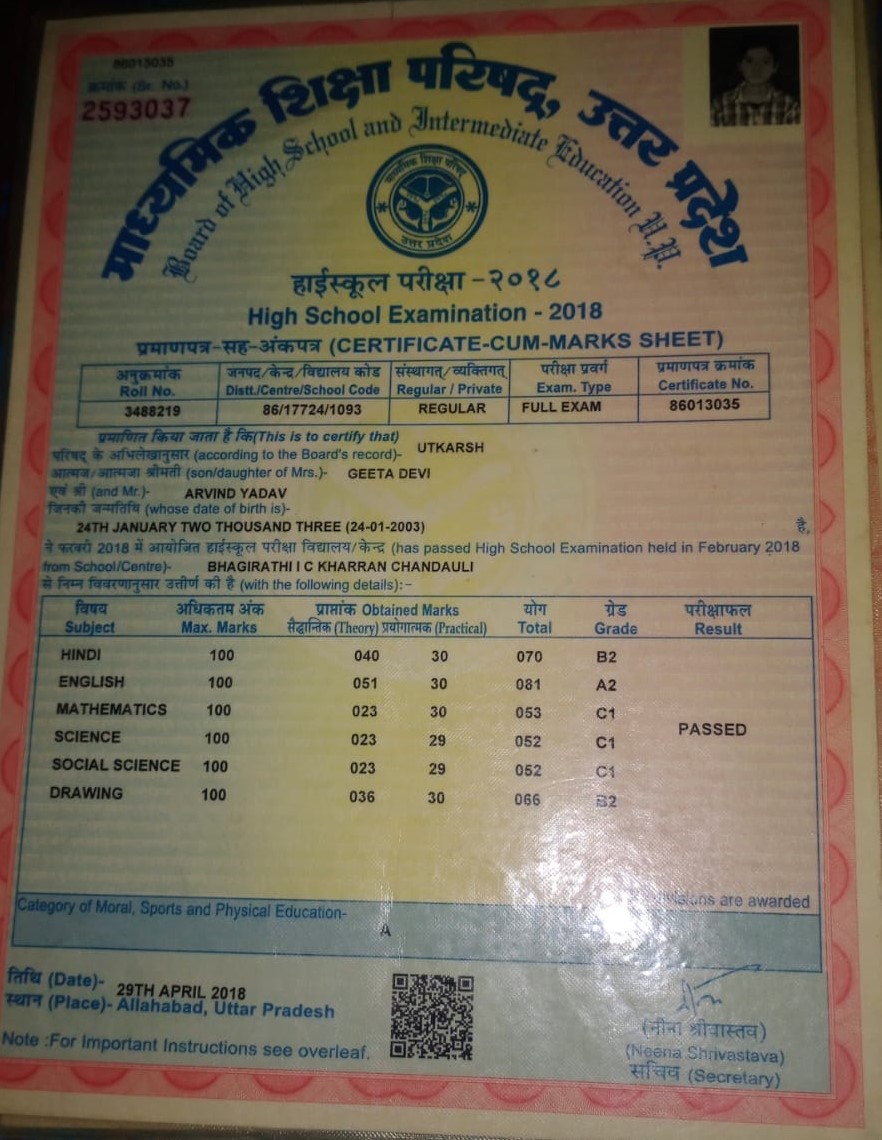 86013035
क्रमांक (Sr. No.)
2593037
माध्यमिक शिक्षा परिषद्, उत्तर प्रदेश
Board of High School and Intermediate Education U.P.
माध्यमिक शिक्षा परिषद्
उत्तर प्रदेश
हाईस्कूल परीक्षा - २०१८
High School Examination - 2018
प्रमाणपत्र-सह-अंकपत्र (CERTIFICATE-CUM-MARKS SHEET)
अनुक्रमांक जनपद/केन्द्र/विद्यालय कोड संस्थागत्/व्यक्तिगत् परीक्षा प्रवर्ग प्रमाणपत्र क्रमांक
Roll No. Distt./Centre/School Code Regular / Private Exam. Type Certificate No.
3488219 86/17724/1093 REGULAR FULL EXAM 86013035
प्रमाणित किया जाता है कि(This is to certify that)
परिषद् के अभिलेखानुसार (according to the Board's record)- UTKARSH
आत्मज/आत्मजा श्रीमती (son/daughter of Mrs.)- GEETA DEVI
एवं श्री (and Mr.)- ARVIND YADAV
जिनकी जन्मतिथि (whose date of birth is)-
24TH JANUARY TWO THOUSAND THREE (24-01-2003) है,
ने फरवरी 2018 में आयोजित हाईस्कूल परीक्षा विद्यालय/केन्द्र (has passed High School Examination held in February 2018
from School/Centre)- BHAGIRATHI I C KHARRAN CHANDAULI
से निम्न विवरणानुसार उत्तीर्ण की है (with the following details):-
विषय अधिकतम अंक प्राप्तांक Obtained Marks योग ग्रेड परीक्षाफल
Subject Max. Marks सैद्धान्तिक (Theory) प्रयोगात्मक (Practical) Total Grade Result
HINDI 100 040 30 070 B2
ENGLISH 100 051 30 081 A2
MATHEMATICS 100 023 30 053 C1
PASSED
SCIENCE 100 023 29 052 C1
SOCIAL SCIENCE 100 023 29 052 C1
DRAWING 100 036 30 066 B2
are awarded
Category of Moral, Sports and Physical Education-
A
तिथि (Date)- 29TH APRIL 2018
स्थान (Place)- Allahabad, Uttar Pradesh
(नीना श्रीवास्तव)
Note :For Important Instructions see overleaf.
(Neena Shrivastava)
सचिव (Secretary)